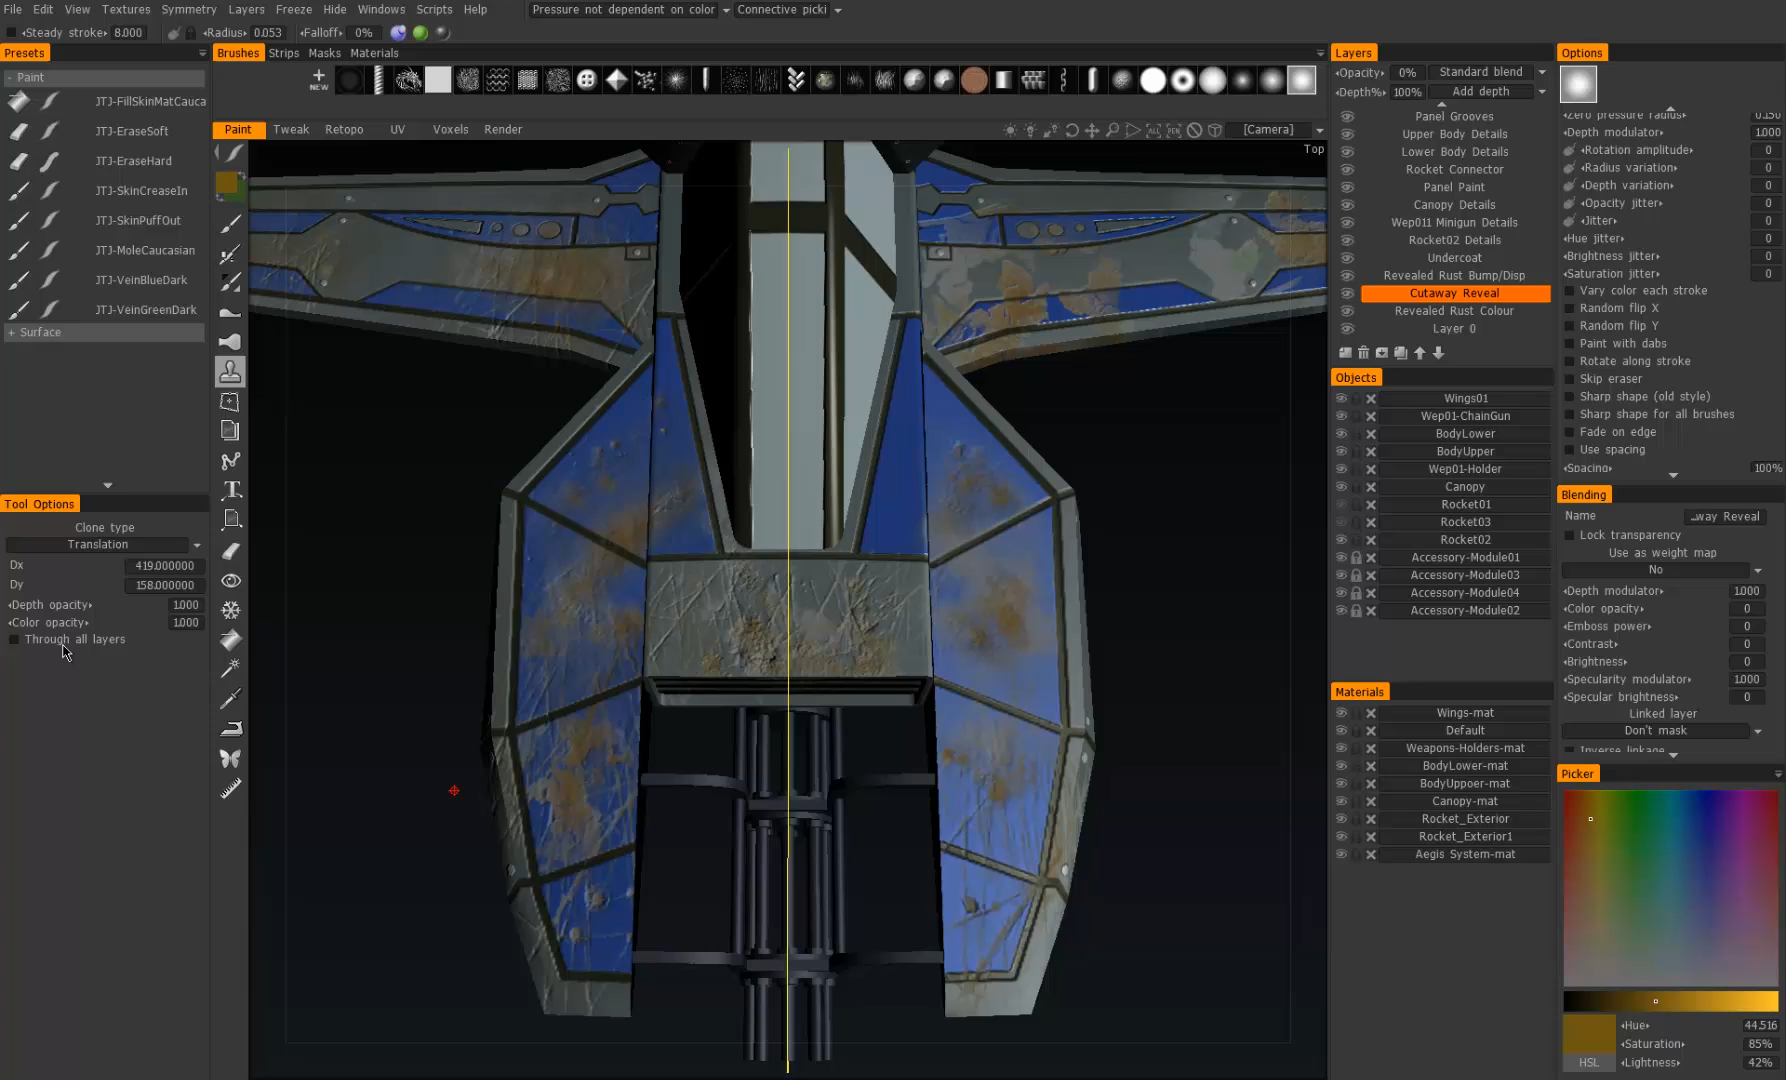 File Edit View Textures Symmetry Layers Freeze Hide Windows Scripts Help Pressure not dependent on color Connective picki
Steady stroke 8.000 Radius 0.053 Falloff 0%
Presets
- Paint
JTJ-FillSkinMatCauca
JTJ-EraseSoft
JTJ-EraseHard
JTJ-SkinCreaseIn
JTJ-SkinPuffOut
JTJ-MoleCaucasian
JTJ-VeinBlueDark
JTJ-VeinGreenDark
+ Surface
Tool Options
Clone type
Translation
Dx 419.000000
Dy 158.000000
Depth opacity 1.000
Color opacity 1.000
Through all layers
Brushes Strips Masks Materials
NEW
Paint Tweak Retopo UV Voxels Render [Camera]
Top
Layers
Opacity 0% Standard blend
Depth% 100% Add depth
Panel Grooves
Upper Body Details
Lower Body Details
Rocket Connector
Panel Paint
Canopy Details
Wep011 Minigun Details
Rocket02 Details
Undercoat
Revealed Rust Bump/Disp
Cutaway Reveal
Revealed Rust Colour
Layer 0
Objects
Wings01
Wep01-ChainGun
BodyLower
BodyUpper
Wep01-Holder
Canopy
Rocket01
Rocket03
Rocket02
Accessory-Module01
Accessory-Module03
Accessory-Module04
Accessory-Module02
Materials
Wings-mat
Default
Weapons-Holders-mat
BodyLower-mat
BodyUppoer-mat
Canopy-mat
Rocket_Exterior
Rocket_Exterior1
Aegis System-mat
Options
Zero pressure radius 0.150
Depth modulator 1.000
Rotation amplitude 0
Radius variation 0
Depth variation 0
Opacity jitter 0
Jitter 0
Hue jitter 0
Brightness jitter 0
Saturation jitter 0
Vary color each stroke
Random flip X
Random flip Y
Paint with dabs
Rotate along stroke
Skip eraser
Sharp shape (old style)
Sharp shape for all brushes
Fade on edge
Use spacing
Spacing 100%
Blending
Name ..way Reveal
Lock transparency
Use as weight map
No
Depth modulator 1.000
Color opacity 0
Emboss power 0
Contrast 0
Brightness 0
Specularity modulator 1.000
Specular brightness 0
Linked layer
Don't mask
Inverse linkage
Picker
Hue 44.516
Saturation 85%
HSL Lightness 42%